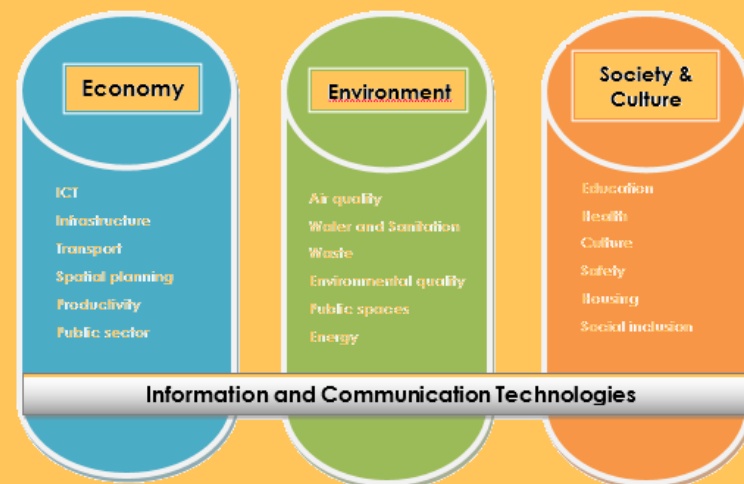 Economy
ICT
Infrastructure
Transport
Spatial planning
Productivity
Public sector
Environment
Air quality
Water and Sanitation
Waste
Environmental quality
Public spaces
Energy
Society &
Culture
Education
Health
Culture
Safety
Housing
Social inclusion
Information and Communication Technologies